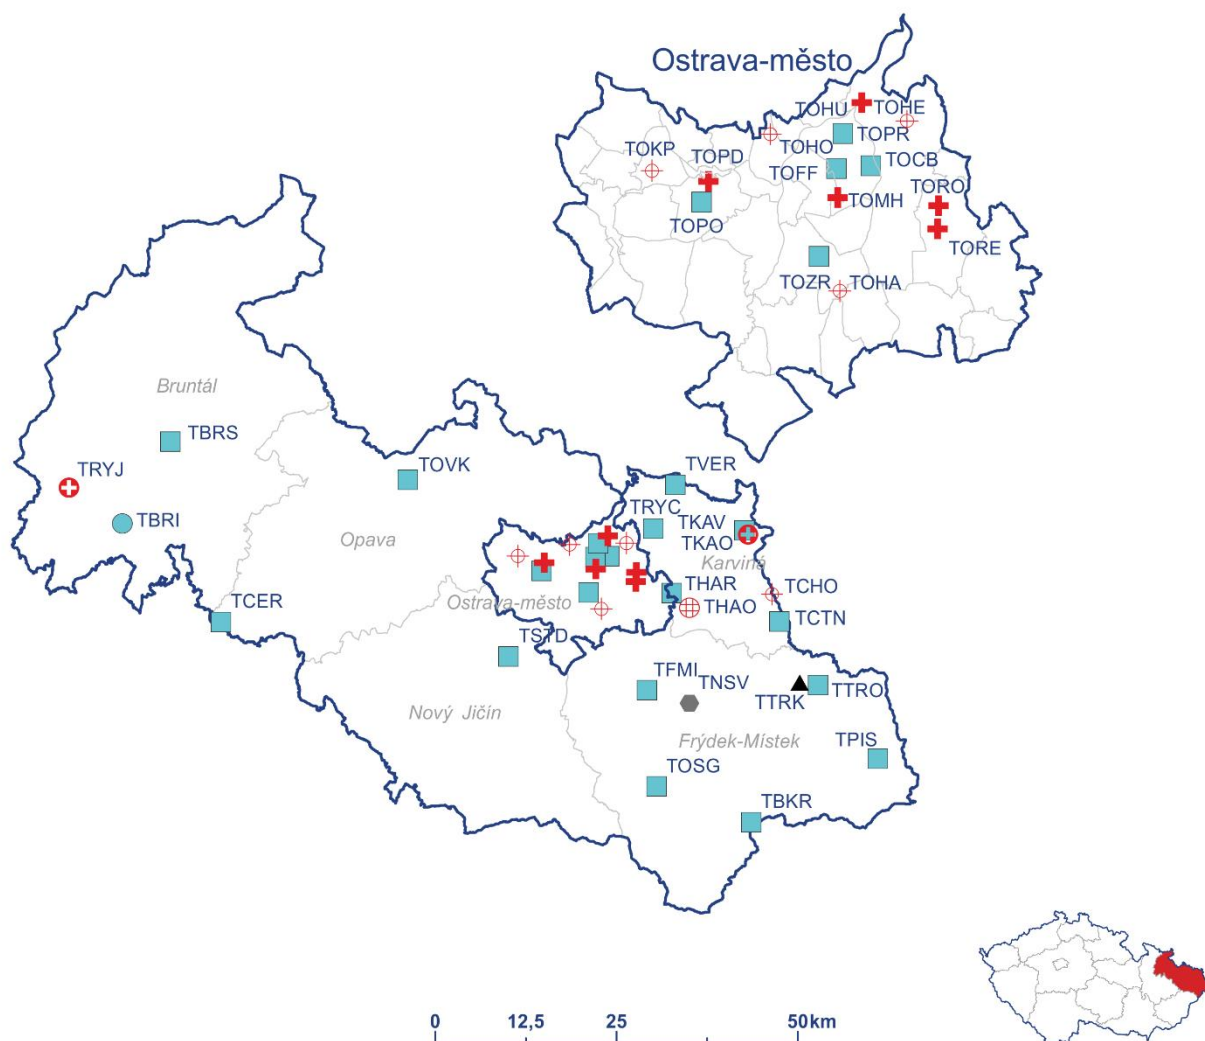 Ostrava-město
TOHU TOHE
TOHO TOPR
TOKP TOPD
TOFF TOCB
TORO
TOMH
TOPO
TORE
TOZR TOHA
Bruntál
TBRS
TRYJ
TOVK
TVER
TBRI
TRYC
TKAV
TKAO
Opava
Karviná
THAR
TCHO
Ostrava-město
THAO
TCER
TCTN
TSTD
TFMI
TNSV
TTRK
TTRO
Nový Jičín
Frýdek-Místek
TPIS
TOSG
TBKR
0 12,5 25 50km